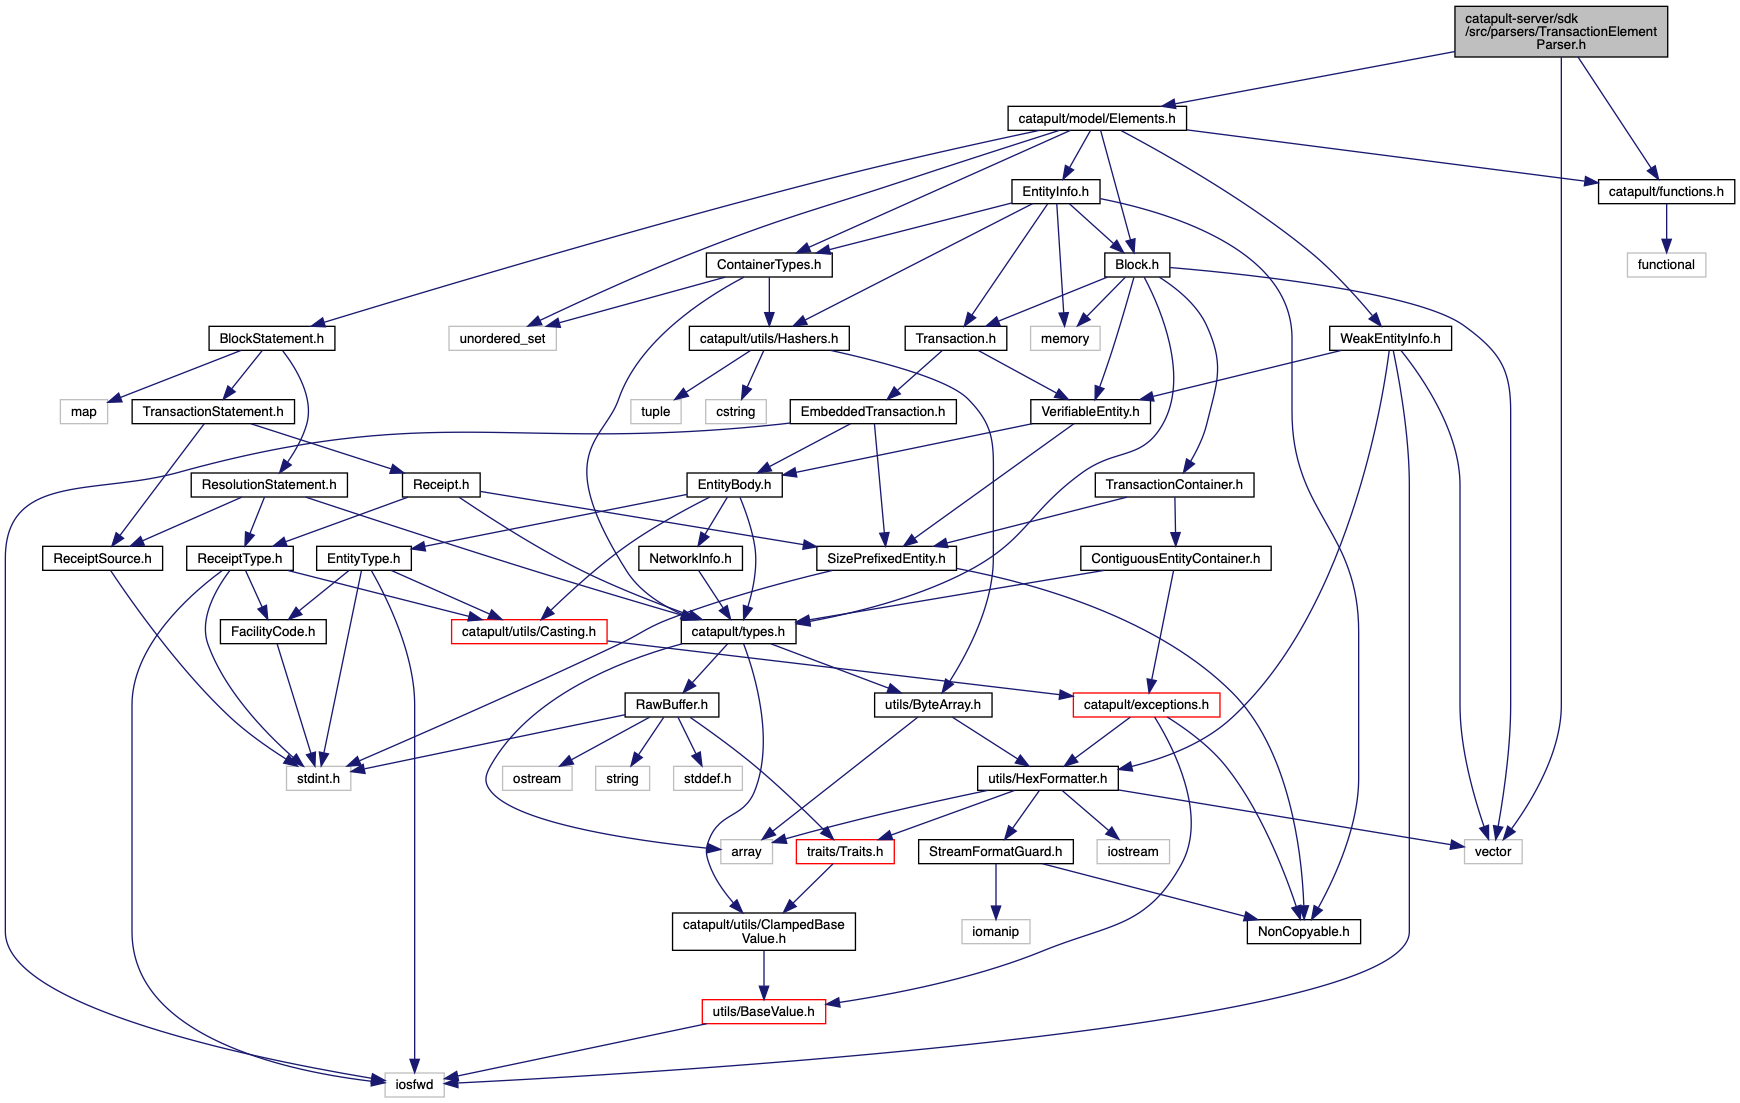 catapult-server/sdk
/src/parsers/TransactionElement
Parser.h
catapult/model/Elements.h
EntityInfo.h
catapult/functions.h
ContainerTypes.h
Block.h
functional
BlockStatement.h
unordered_set
catapult/utils/Hashers.h
Transaction.h
memory
WeakEntityInfo.h
map
TransactionStatement.h
tuple
cstring
EmbeddedTransaction.h
VerifiableEntity.h
ResolutionStatement.h
Receipt.h
EntityBody.h
TransactionContainer.h
ReceiptSource.h
ReceiptType.h
EntityType.h
NetworkInfo.h
SizePrefixedEntity.h
ContiguousEntityContainer.h
FacilityCode.h
catapult/utils/Casting.h
catapult/types.h
RawBuffer.h
utils/ByteArray.h
catapult/exceptions.h
stdint.h
ostream
string
stddef.h
utils/HexFormatter.h
array
traits/Traits.h
StreamFormatGuard.h
iostream
vector
catapult/utils/ClampedBase
Value.h
iomanip
NonCopyable.h
utils/BaseValue.h
iosfwd